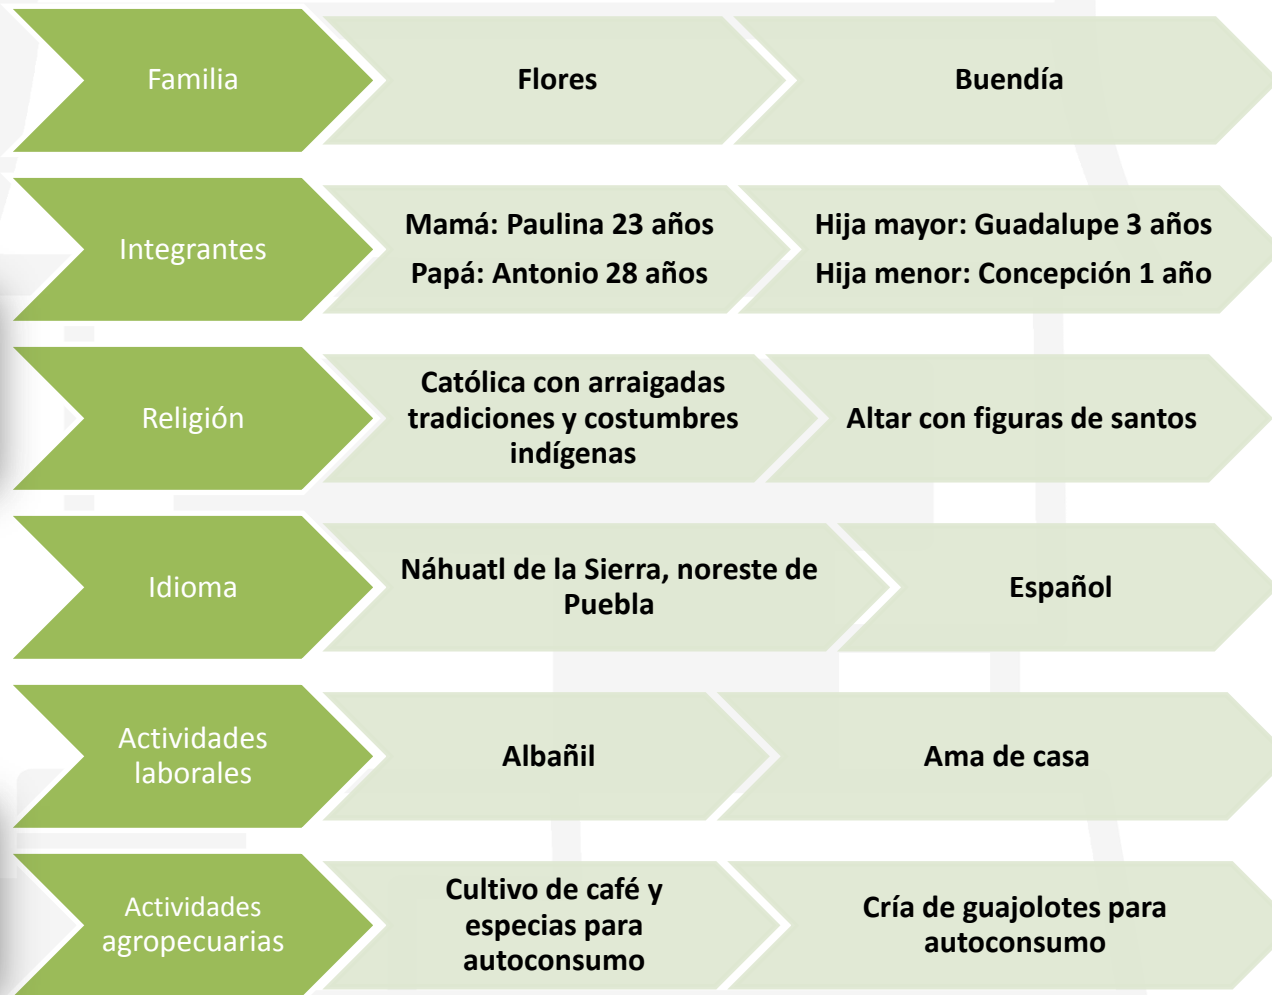 Familia
Flores
Buendía
Integrantes
Mamá: Paulina 23 años
Papá: Antonio 28 años
Hija mayor: Guadalupe 3 años
Hija menor: Concepción 1 año
Religión
Católica con arraigadas
tradiciones y costumbres
indígenas
Altar con figuras de santos
Idioma
Náhuatl de la Sierra, noreste de
Puebla
Español
Actividades
laborales
Albañil
Ama de casa
Actividades
agropecuarias
Cultivo de café y
especias para
autoconsumo
Cría de guajolotes para
autoconsumo